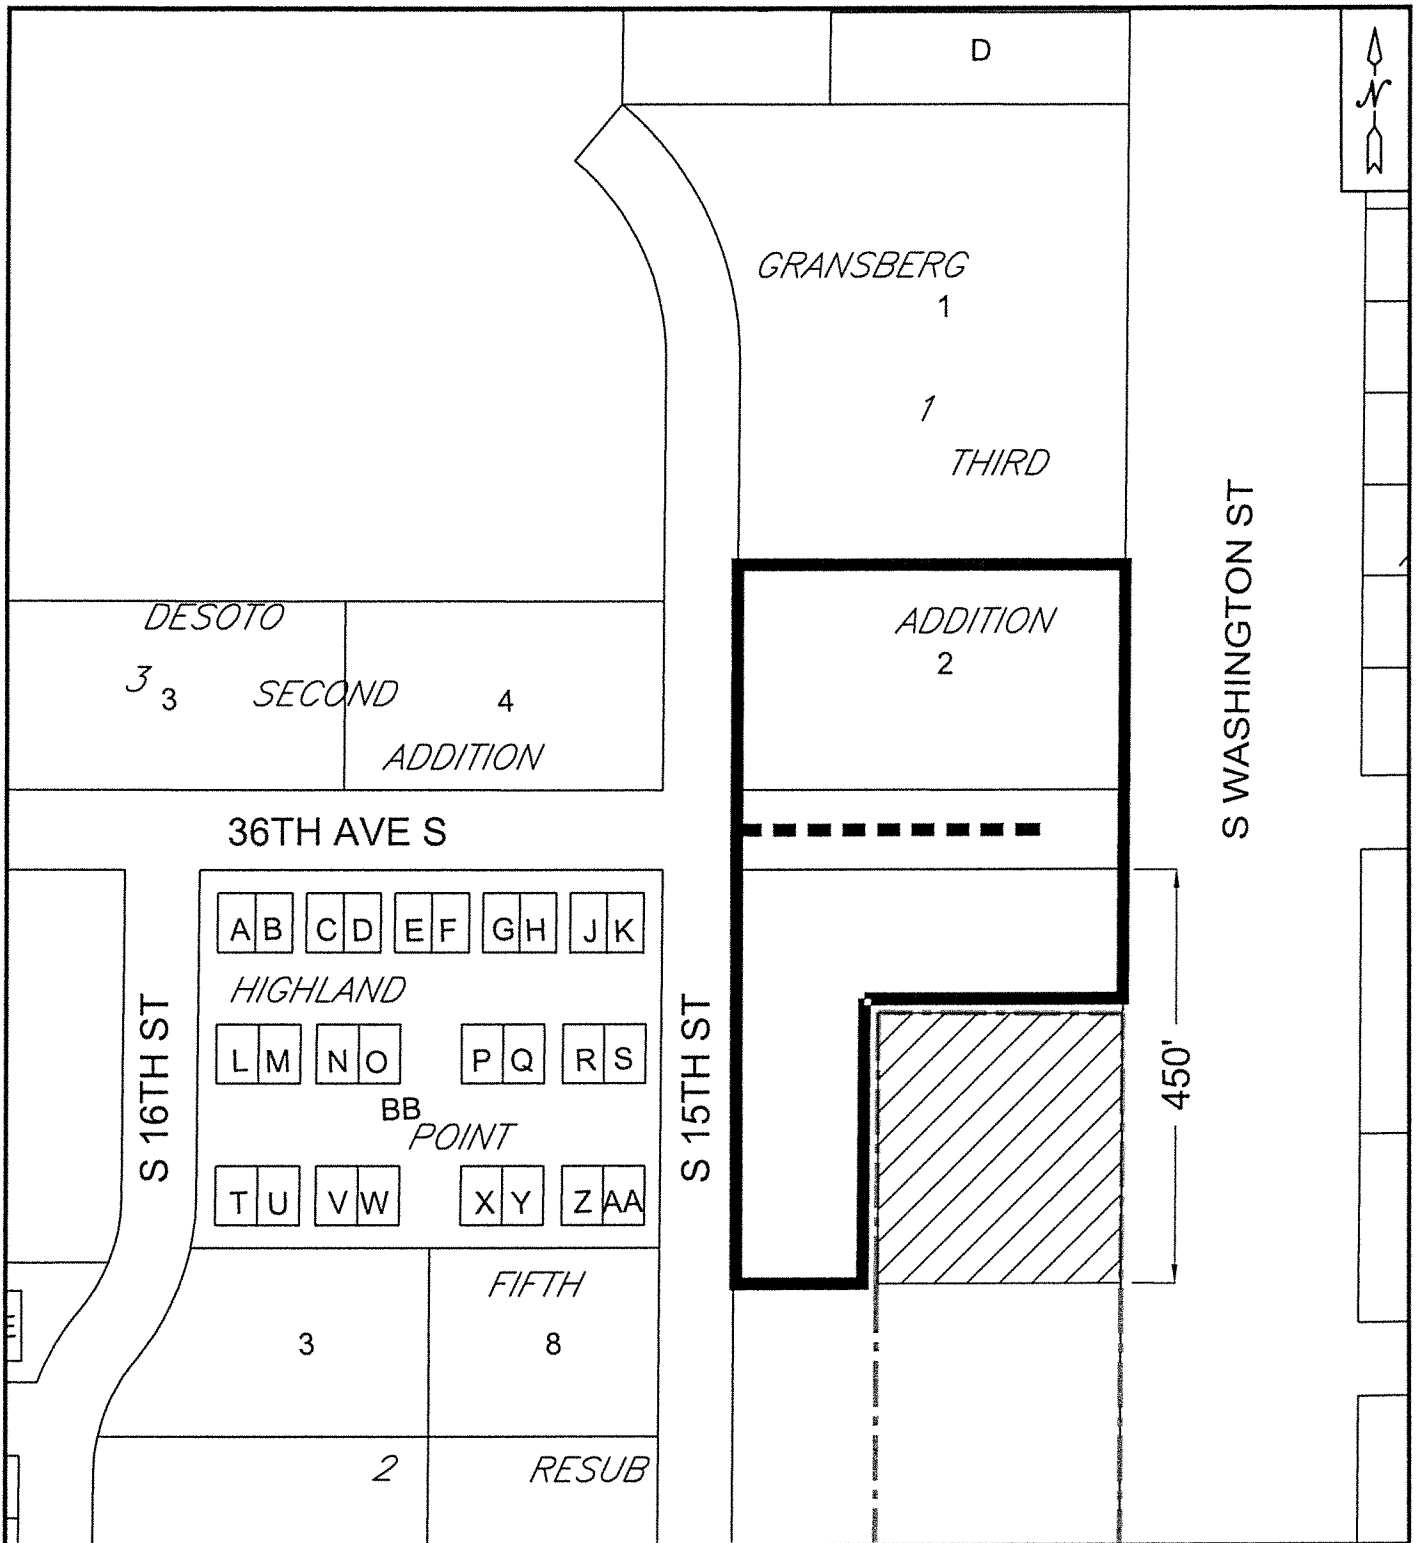 D
N
GRANSBERG
1
1
THIRD
S WASHINGTON ST
DESOTO
3
3
SECOND
4
ADDITION
ADDITION
2
36TH AVE S
A B C D E F G H J K
HIGHLAND
L M N O P Q R S
BB
POINT
T U V W X Y Z AA
S 16TH ST
S 15TH ST
450'
FIFTH
3
8
E
2
RESUB